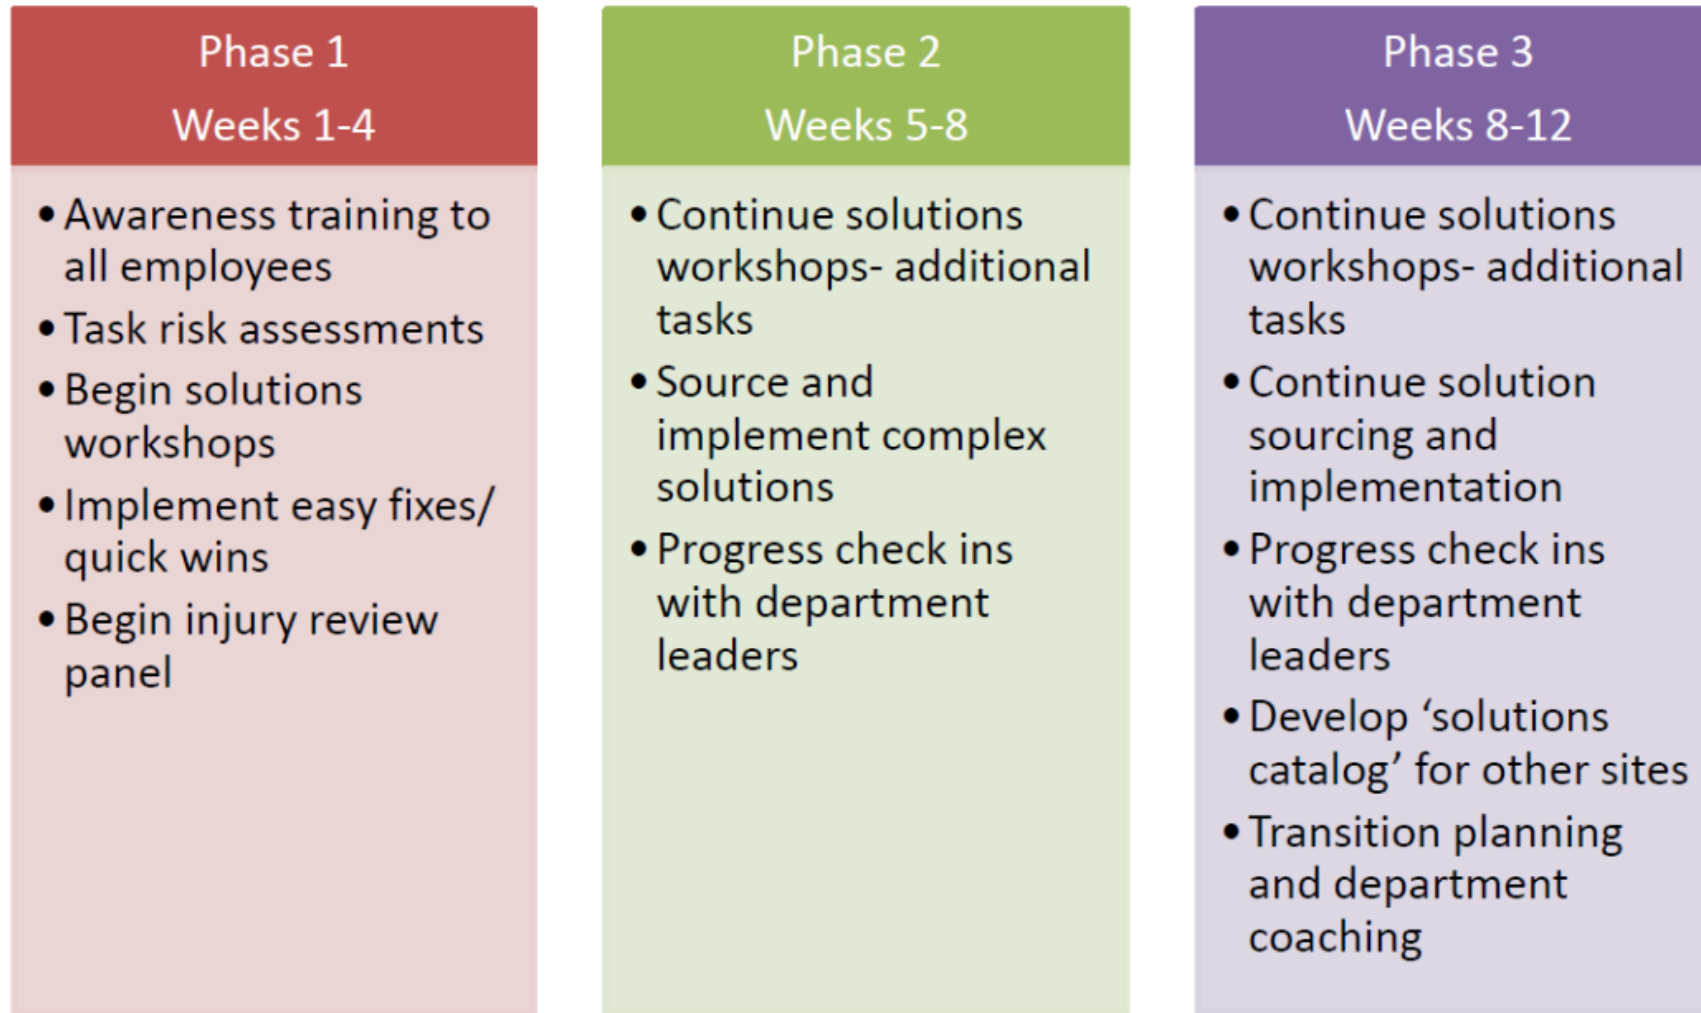 Phase 1
Weeks 1-4
• Awareness training to
all employees
• Task risk assessments
• Begin solutions
workshops
• Implement easy fixes/
quick wins
• Begin injury review
panel
Phase 2
Weeks 5-8
• Continue solutions
workshops- additional
tasks
• Source and
implement complex
solutions
• Progress check ins
with department
leaders
Phase 3
Weeks 8-12
• Continue solutions
workshops- additional
tasks
• Continue solution
sourcing and
implementation
• Progress check ins
with department
leaders
• Develop ‘solutions
catalog’ for other sites
• Transition planning
and department
coaching